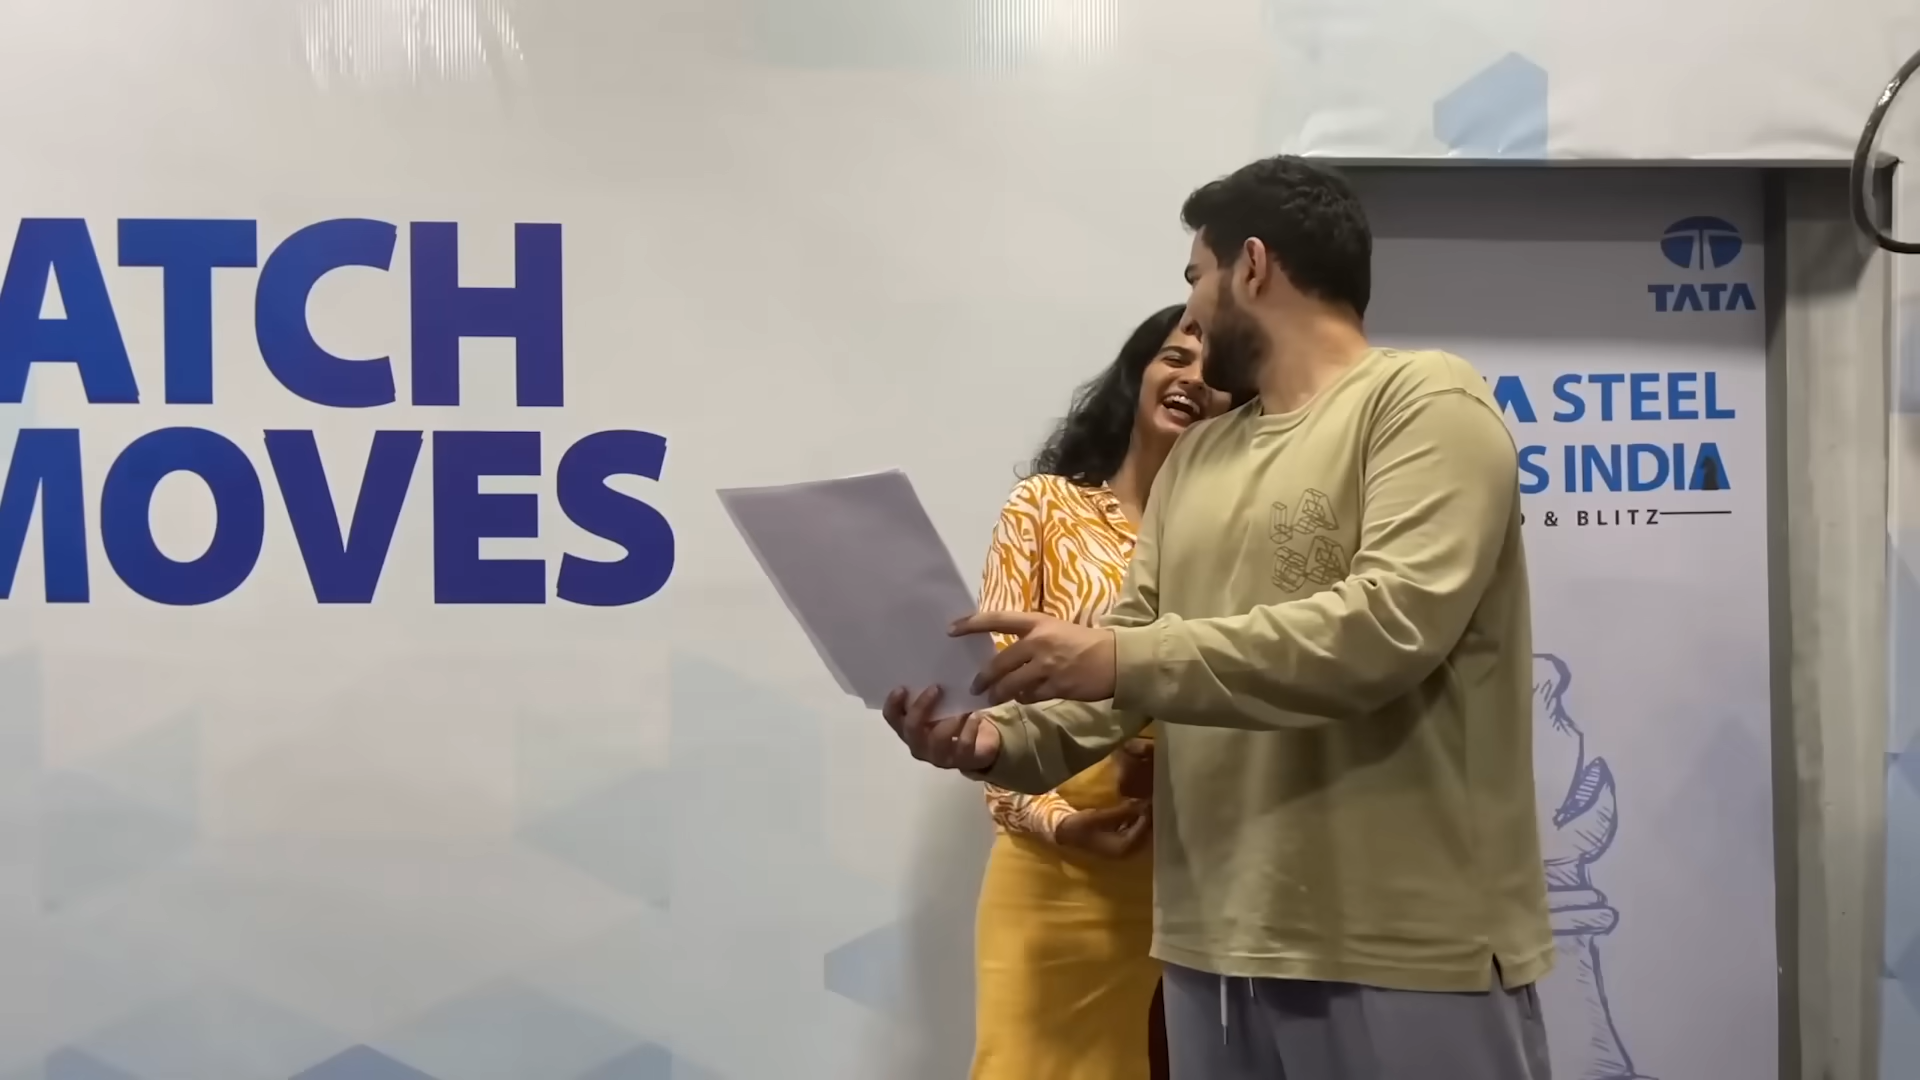 ATCH
MOVES
TATA
A STEEL
S INDIA
& BLITZ